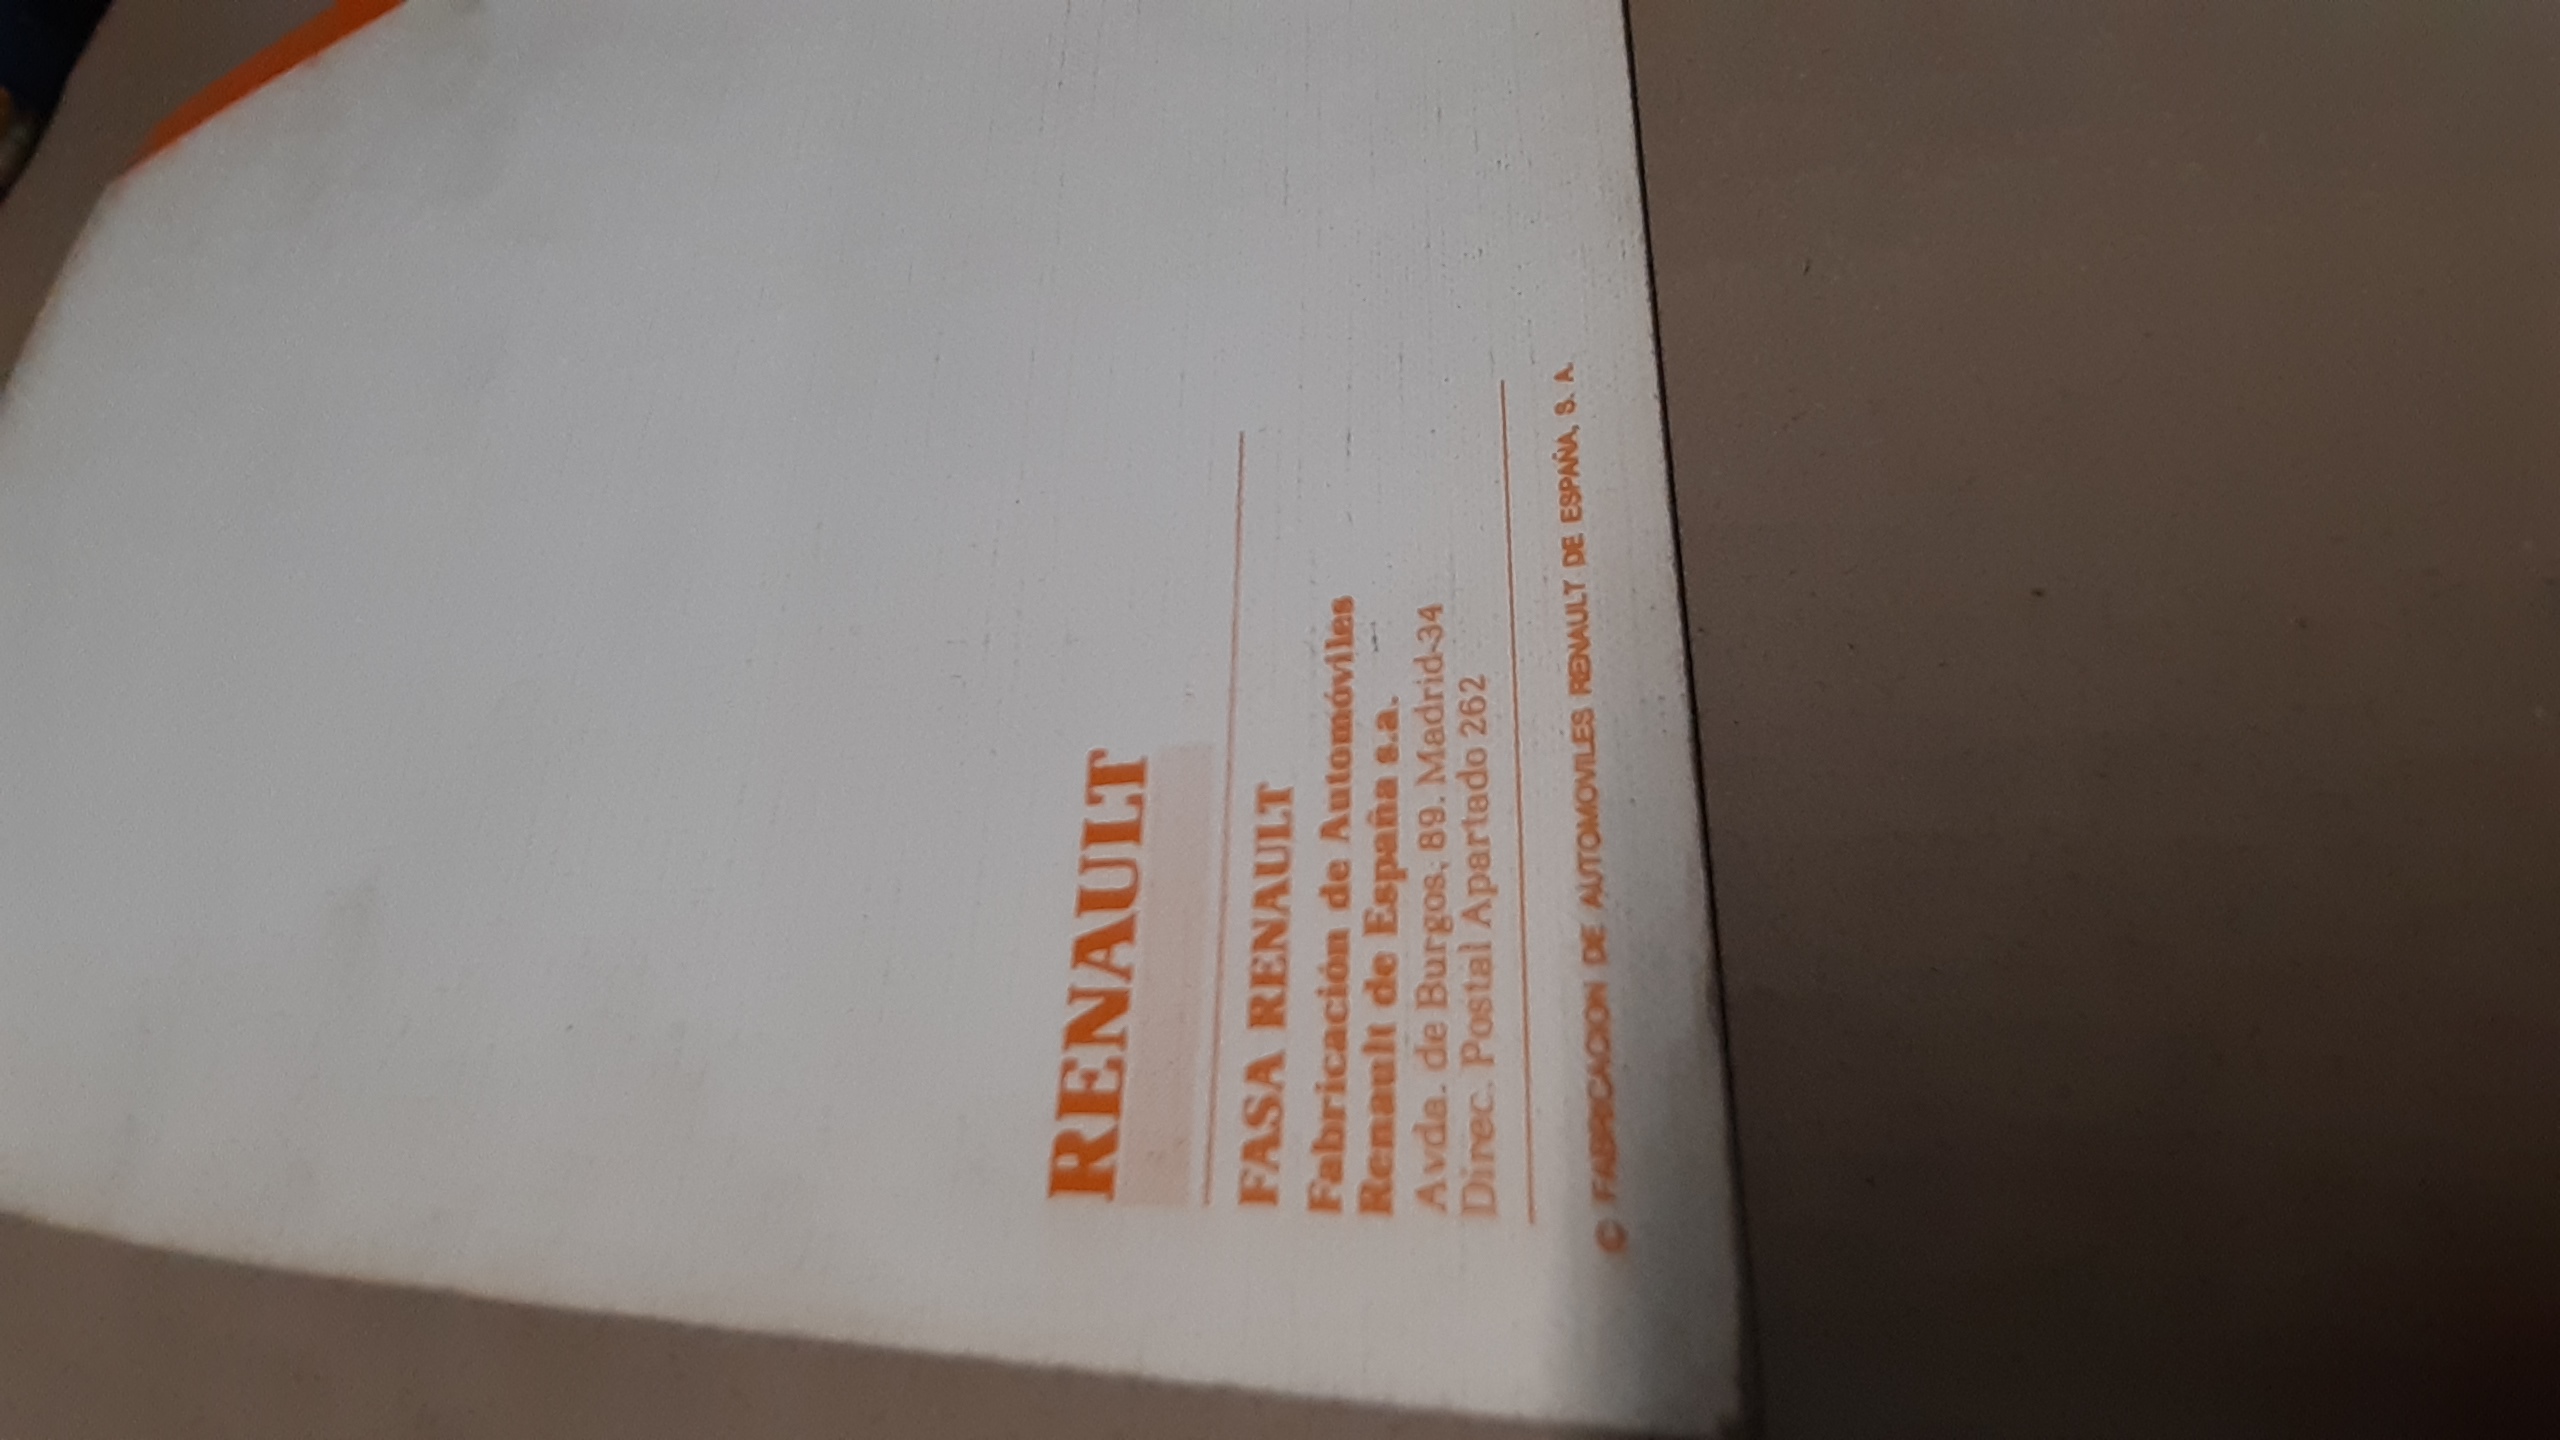 RENAULT
FASA RENAULT
Fabricación de Automóviles
Renault de España s.a.
Avda. de Burgos, 89. Madrid-34
Direc. Postal Apartado 262
© FABRICACION DE AUTOMOVILES RENAULT DE ESPAÑA, S. A.